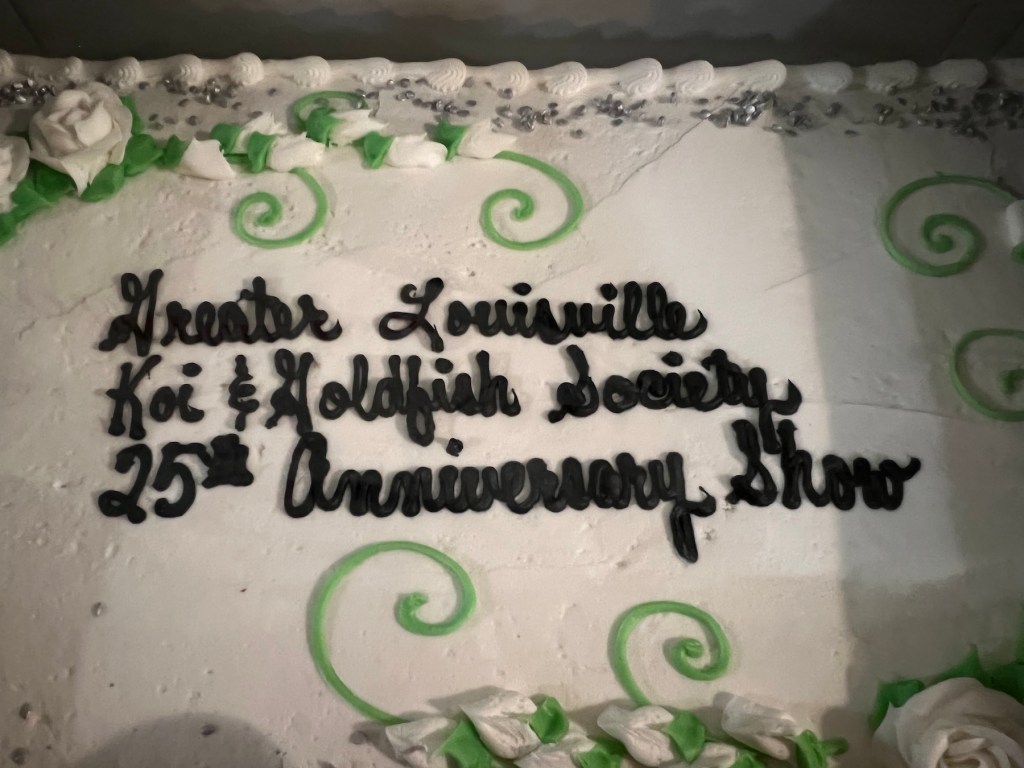 Greater Louisville
Koi & Goldfish Society
25th Anniversary Show